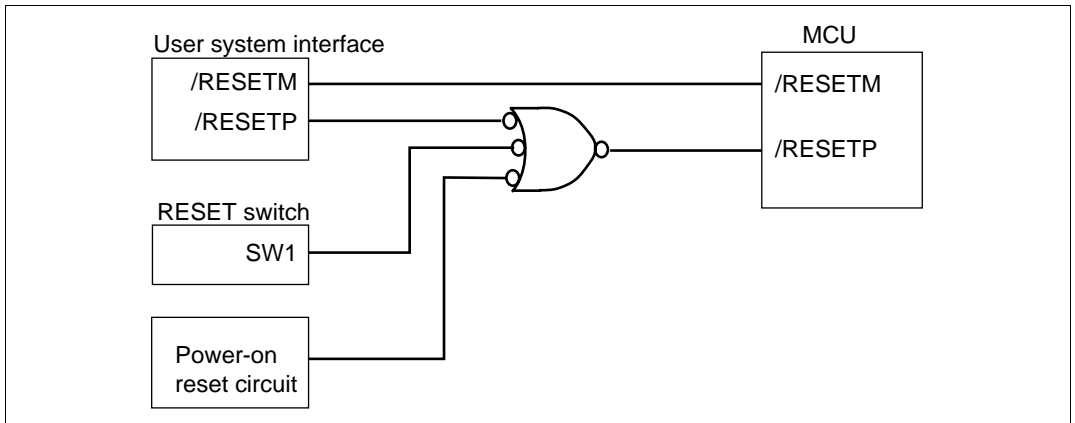 User system interface
/RESETM
/RESETP
RESET switch
SW1
Power-on
reset circuit
MCU
/RESETM
/RESETP